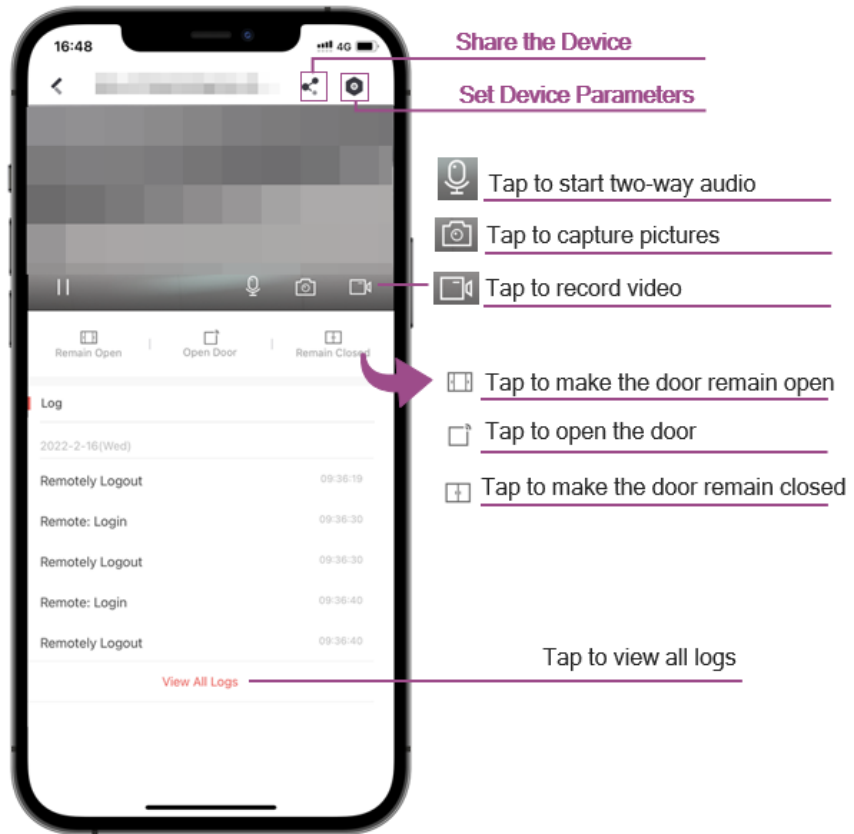 16:48
4G
Share the Device
Set Device Parameters
Tap to start two-way audio
Tap to capture pictures
Tap to record video
Remain Open
Open Door
Remain Closed
Tap to make the door remain open
Tap to open the door
Tap to make the door remain closed
Log
2022-2-16(Wed)
Remotely Logout 09:36:19
Remote: Login 09:36:30
Remotely Logout 09:36:30
Remote: Login 09:36:40
Remotely Logout 09:36:40
View All Logs
Tap to view all logs